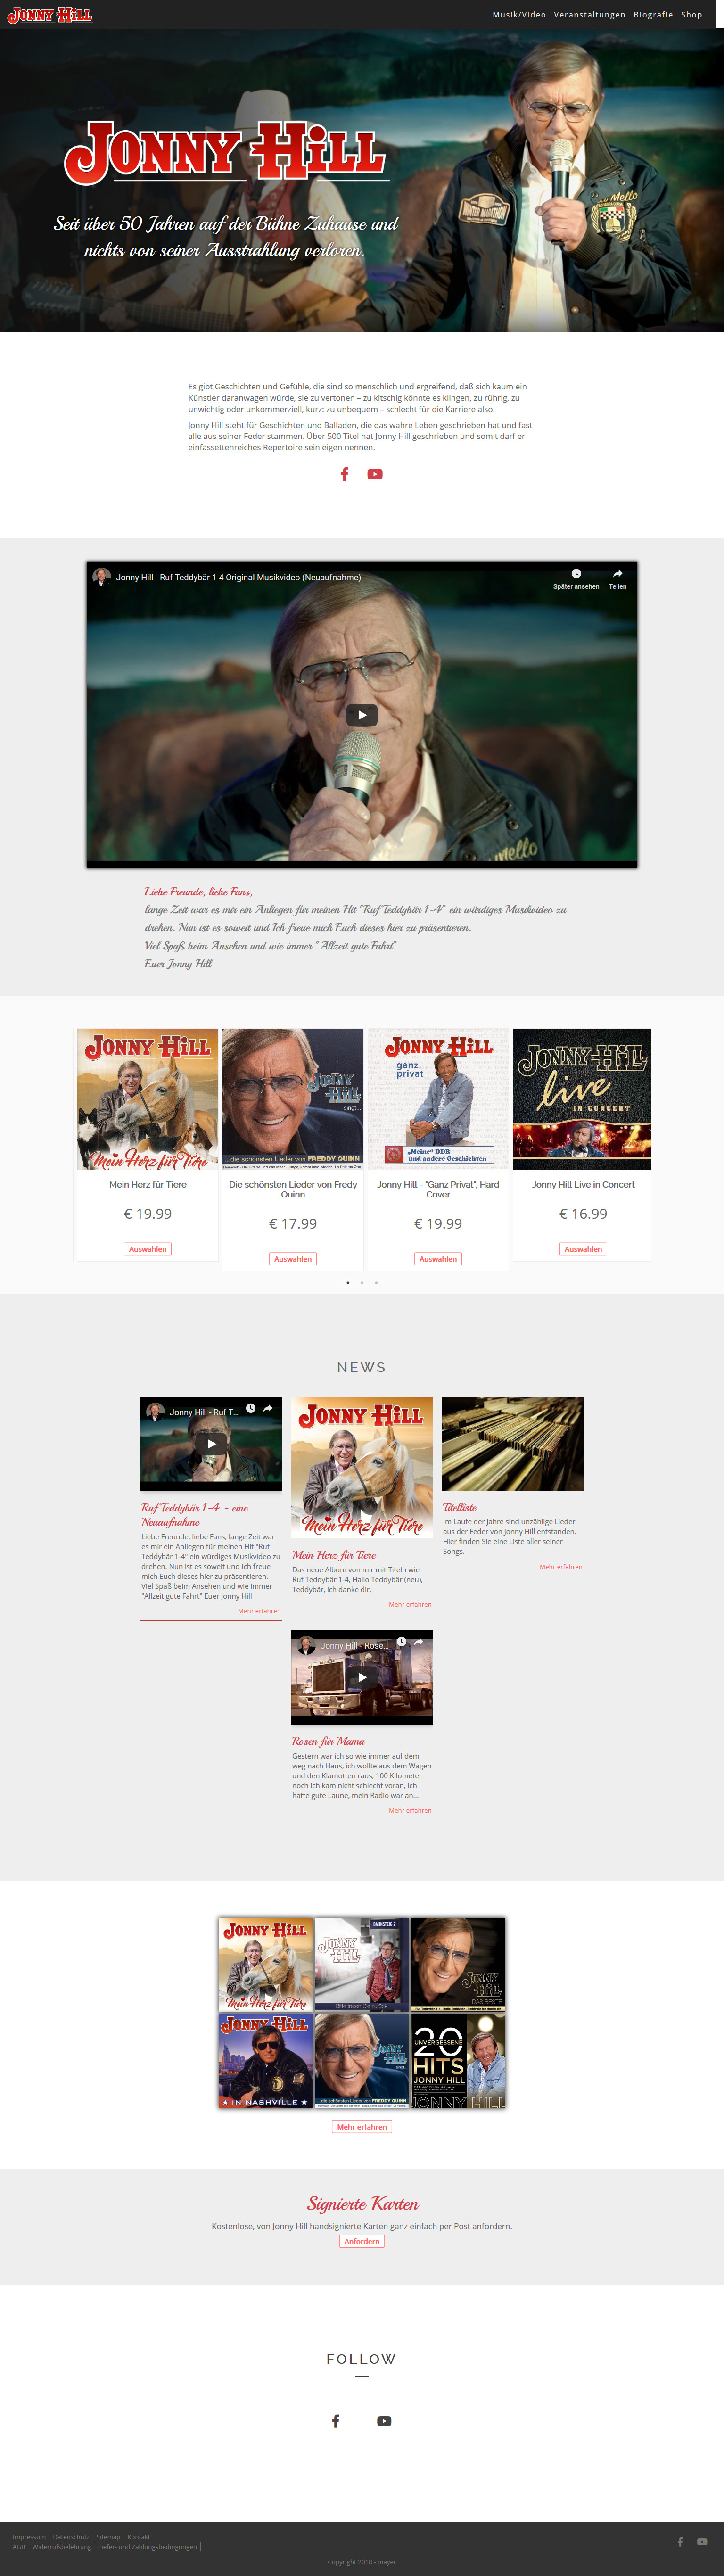 JONNY HILL
Musik/Video Veranstaltungen Biografie Shop
JONNY HILL
Seit über 50 Jahren auf der Bühne Zuhause und
nichts von seiner Ausstrahlung verloren.
Mello
Es gibt Geschichten und Gefühle, die sind so menschlich und ergreifend, daß sich kaum ein
Künstler daranwagen würde, sie zu vertonen – zu kitschig könnte es klingen, zu rührig, zu
unwichtig oder unkommerziell, kurz: zu unbequem – schlecht für die Karriere also.
Jonny Hill steht für Geschichten und Balladen, die das wahre Leben geschrieben hat und fast
alle aus seiner Feder stammen. Über 500 Titel hat Jonny Hill geschrieben und somit darf er
einfassettenreiches Repertoire sein eigen nennen.
Jonny Hill - Ruf Teddybär 1-4 Original Musikvideo (Neuaufnahme)
Später ansehen Teilen
Mello
Liebe Freunde, liebe Fans,
lange Zeit war es mir ein Anliegen für meinen Hit "Ruf Teddybär 1-4" ein würdiges Musikvideo zu
drehen. Nun ist es soweit und Ich freue mich Euch dieses hier zu präsentieren.
Viel Spaß beim Ansehen und wie immer "Allzeit gute Fahrt"
Euer Jonny Hill
JONNY HILL
Mein Herz für Tiere
JONNY HILL
singt...
...die schönsten Lieder von FREDDY QUINN
JONNY HILL
ganz
privat
„Meine“ DDR
und andere Geschichten
JONNY HILL
live
IN CONCERT
Mein Herz für Tiere
€ 19.99
Auswählen
Die schönsten Lieder von Fredy
Quinn
€ 17.99
Auswählen
Jonny Hill - "Ganz Privat", Hard
Cover
€ 19.99
Auswählen
Jonny Hill Live in Concert
€ 16.99
Auswählen
NEWS
Jonny Hill - Ruf T...
Ruf Teddybär 1-4 - eine
Neuaufnahme
Liebe Freunde, liebe Fans, lange Zeit war
es mir ein Anliegen für meinen Hit "Ruf
Teddybär 1-4" ein würdiges Musikvideo zu
drehen. Nun ist es soweit und Ich freue
mich Euch dieses hier zu präsentieren.
Viel Spaß beim Ansehen und wie immer
"Allzeit gute Fahrt" Euer Jonny Hill
Mehr erfahren
JONNY HILL
Mein Herz für Tiere
Mein Herz für Tiere
Das neue Album von mir mit Titeln wie
Ruf Teddybär 1-4, Hallo Teddybär (neu),
Teddybär, ich danke dir.
Mehr erfahren
Titelliste
Im Laufe der Jahre sind unzählige Lieder
aus der Feder von Jonny Hill entstanden.
Hier finden Sie eine Liste aller seiner
Songs.
Mehr erfahren
Jonny Hill - Rose...
Rosen für Mama
Gestern war ich so wie immer auf dem
weg nach Haus, ich wollte aus dem Wagen
und den Klamotten raus, 100 Kilometer
noch ich kam nicht schlecht voran, Ich
hatte gute Laune, mein Radio war an...
Mehr erfahren
JONNY HILL
Mein Herz für Tiere
BAHNSTEIG 2
JONNY
HILL
Bitte treten Sie zurück
JONNY
HILL
DAS BESTE
JONNY HILL
IN NASHVILLE
JONNY HILL
singt...
...die schönsten Lieder von FREDDY QUINN
20
UNVERGESSENE
HITS
JONNY HILL
JONNY HILL
Mehr erfahren
Signierte Karten
Kostenlose, von Jonny Hill handsignierte Karten ganz einfach per Post anfordern.
Anfordern
FOLLOW
Impressum Datenschutz Sitemap Kontakt
AGB Widerrufsbelehrung Liefer- und Zahlungsbedingungen
Copyright 2018 - mayer